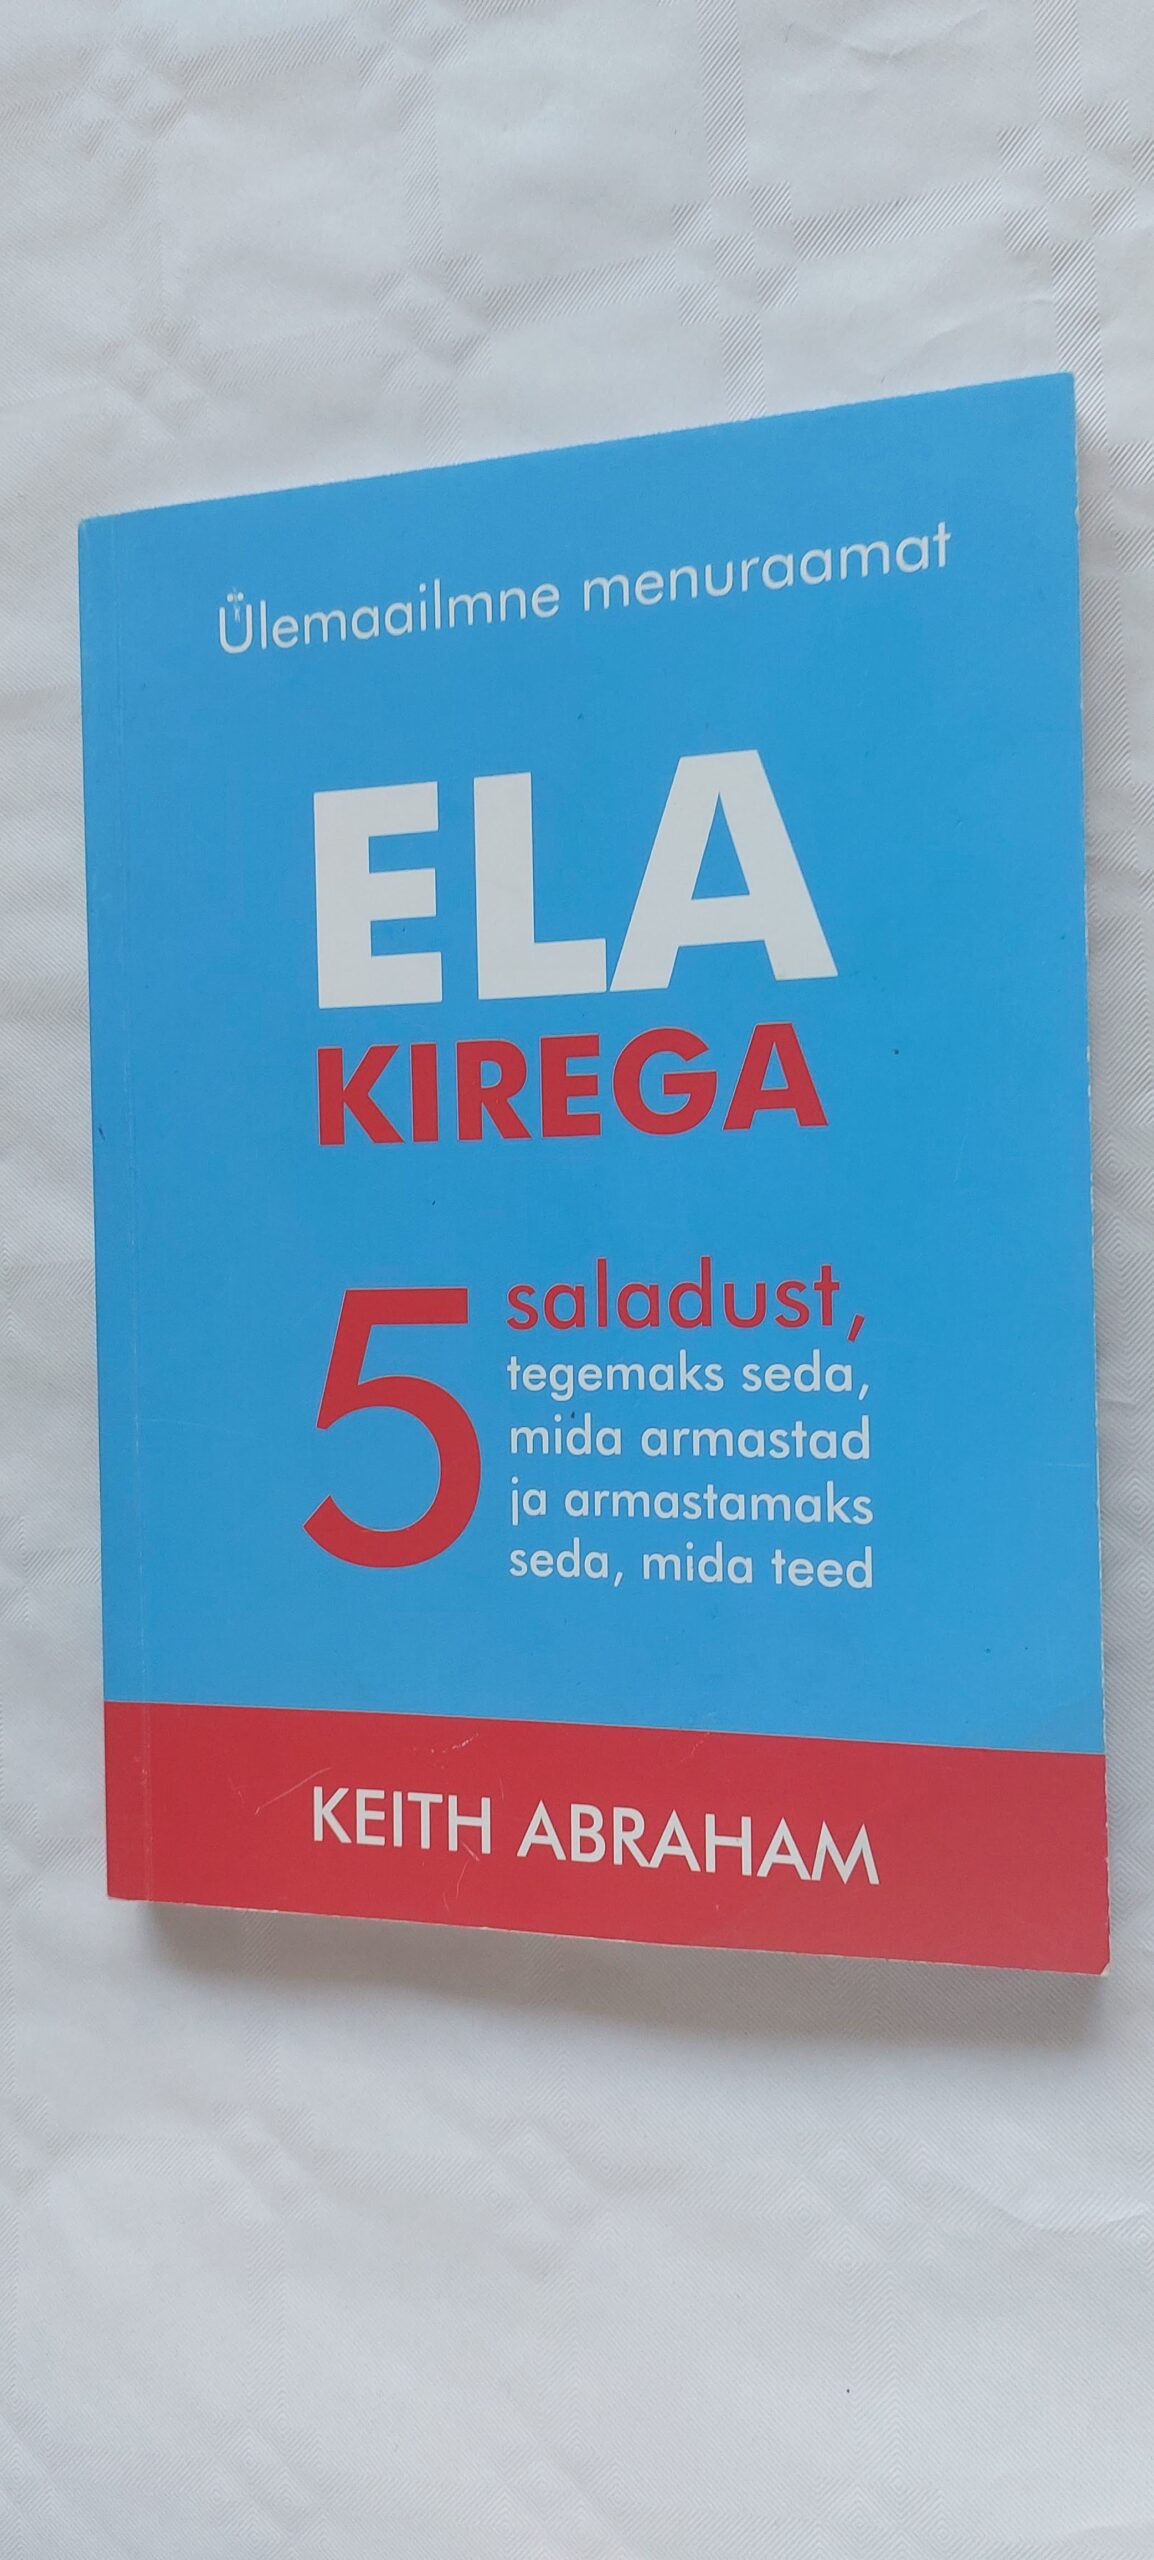 Ülemaailmne menuraamat
ELA
KIREGA
5 saladust,
tegemaks seda,
mida armastad
ja armastamaks
seda, mida teed
KEITH ABRAHAM